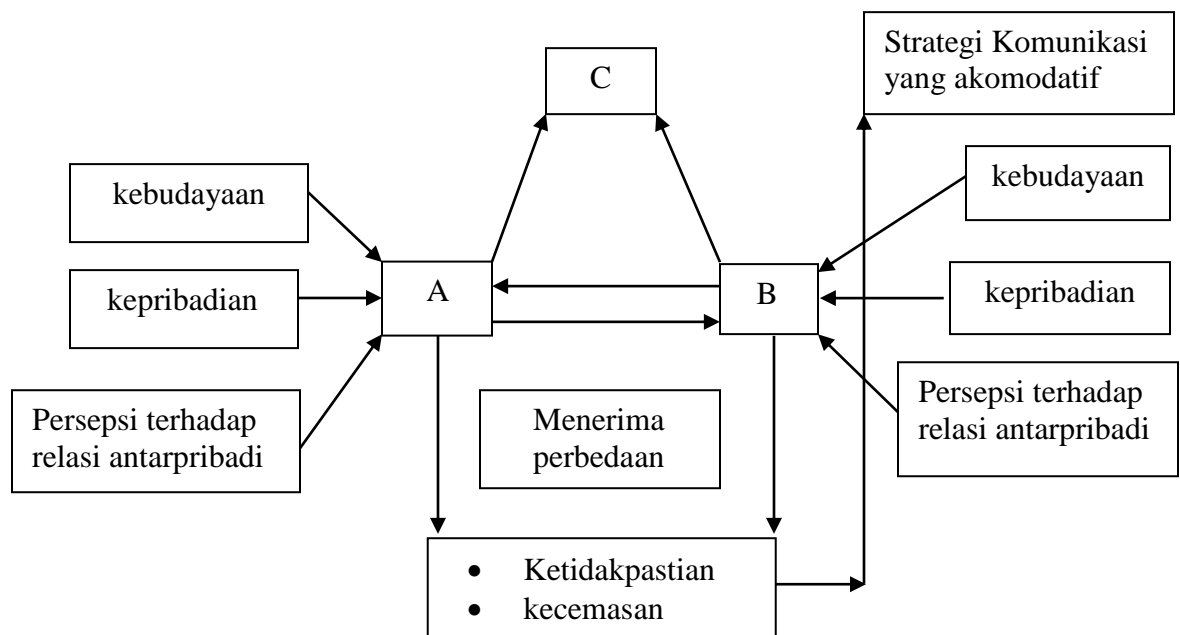 Strategi Komunikasi
yang akomodatif
C
kebudayaan
kebudayaan
kepribadian
A
B
kepribadian
Persepsi terhadap
relasi antarpribadi
Menerima
perbedaan
Persepsi terhadap
relasi antarpribadi
• Ketidakpastian
• kecemasan